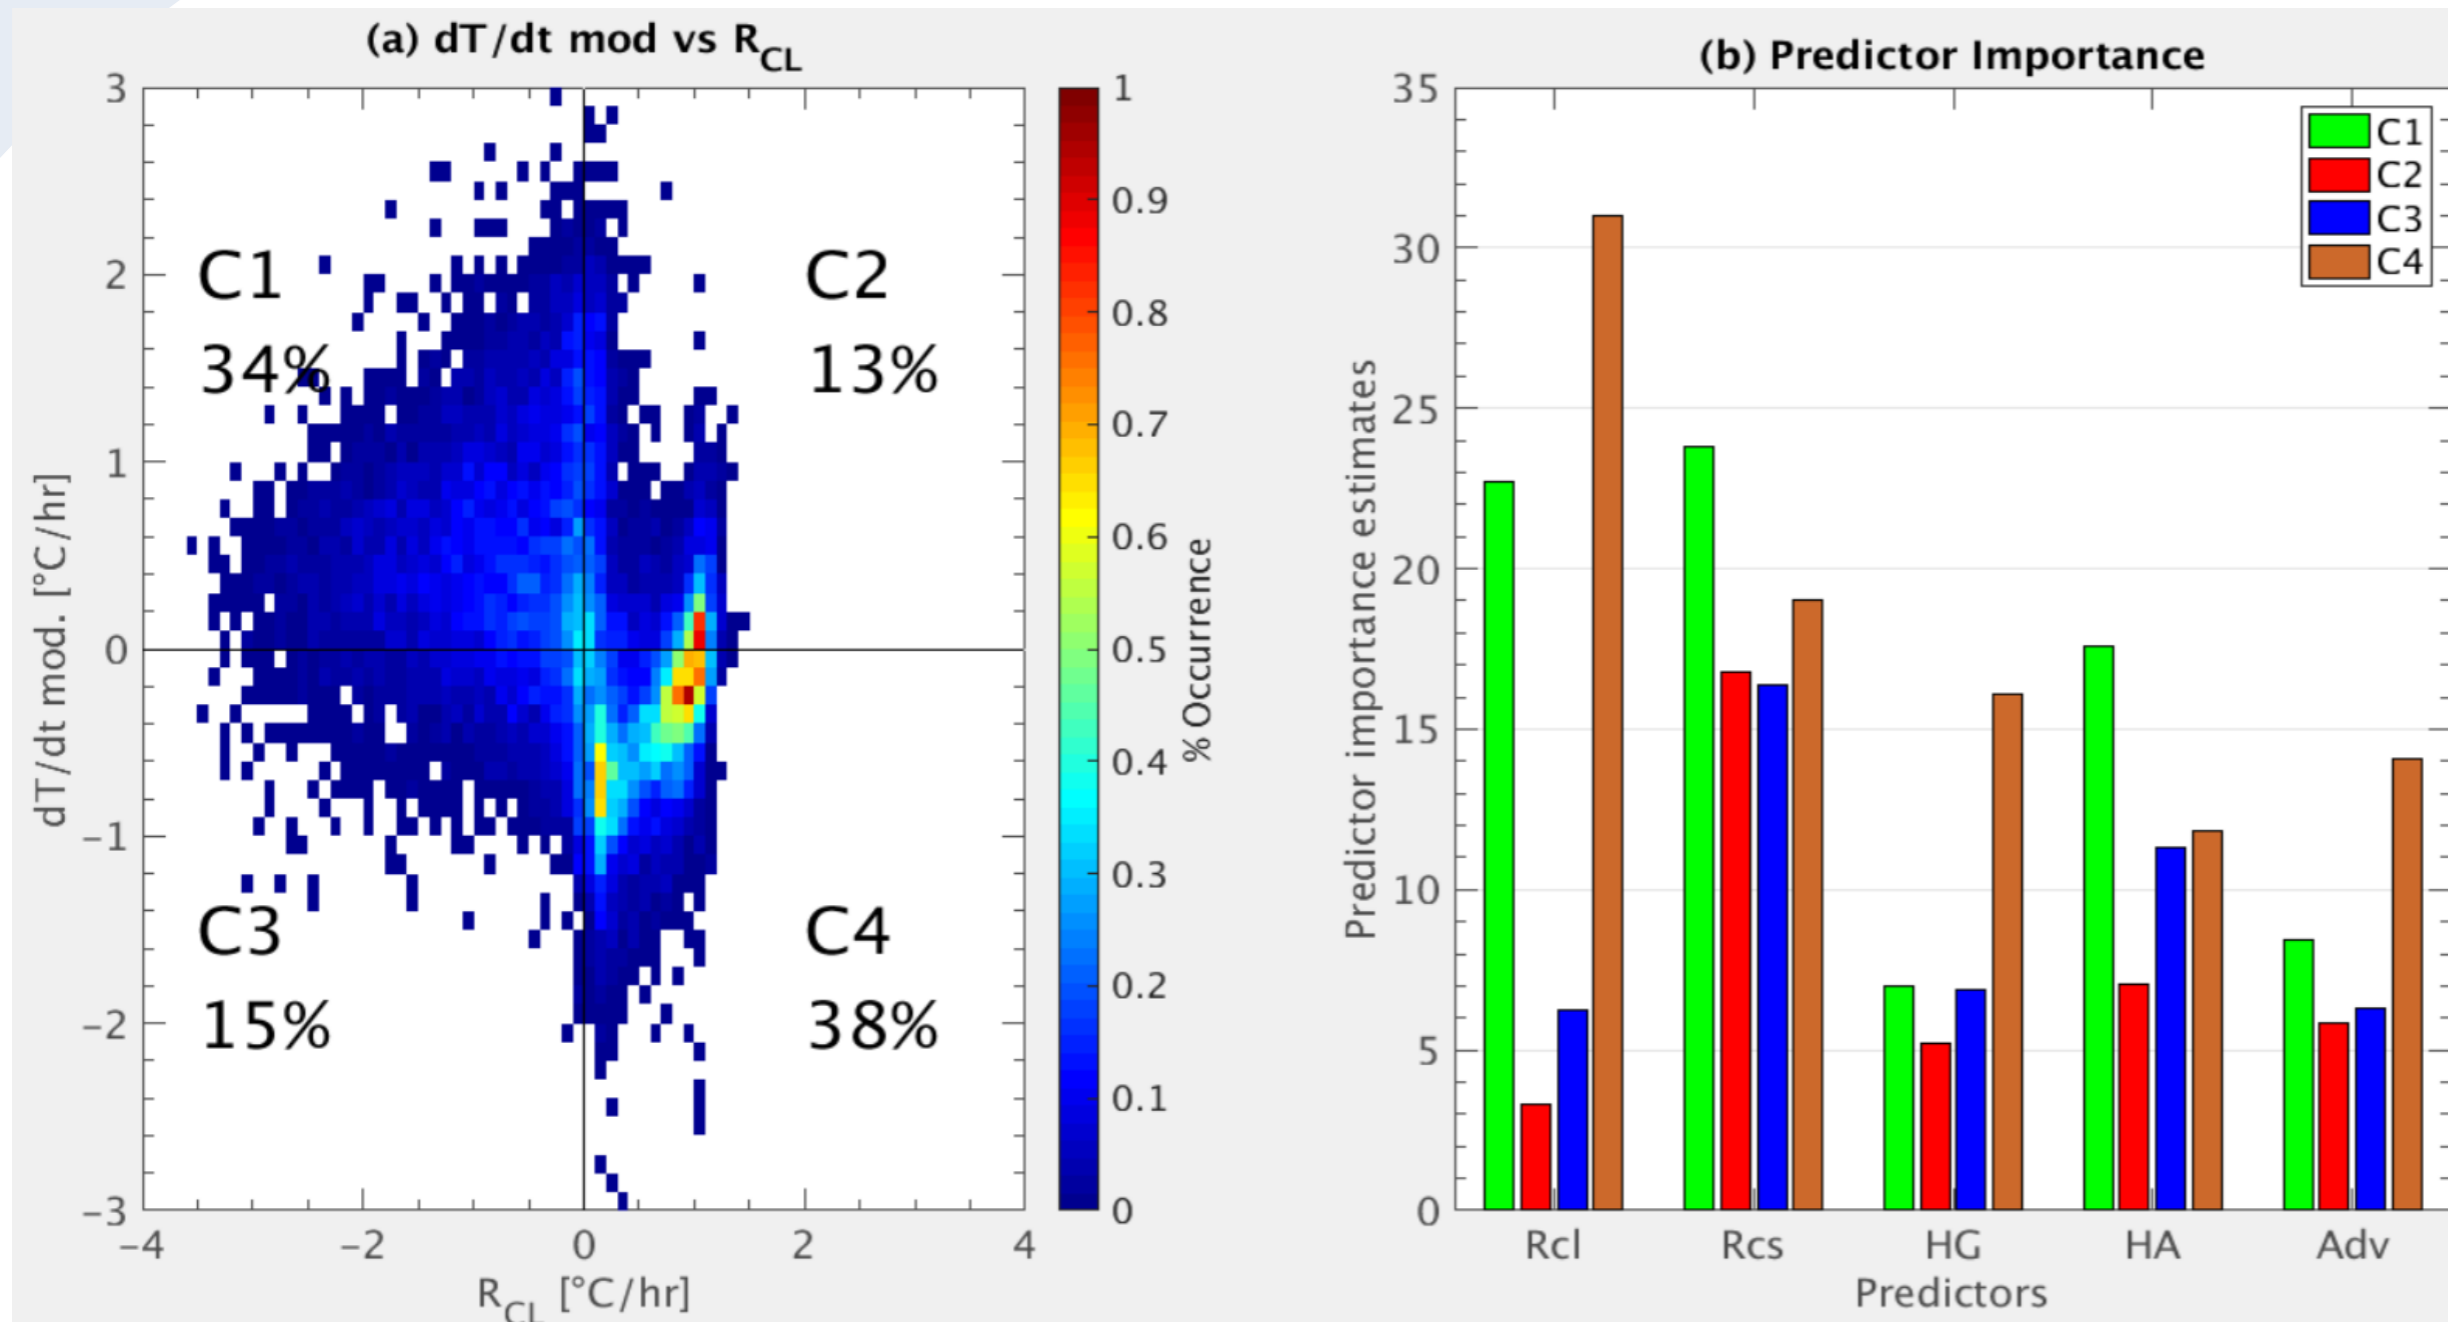 (a) dT/dt mod vs R_CL
3
2
1
0
−1
−2
−3
dT/dt mod. [°C/hr]
C1
34%
C2
13%
C3
15%
C4
38%
−4
−2
0
2
4
R_CL [°C/hr]
1
0.9
0.8
0.7
0.6
0.5
0.4
0.3
0.2
0.1
0
% Occurrence
(b) Predictor Importance
35
30
25
20
15
10
5
0
Predictor importance estimates
C1
C2
C3
C4
Rcl
Rcs
HG
HA
Adv
Predictors